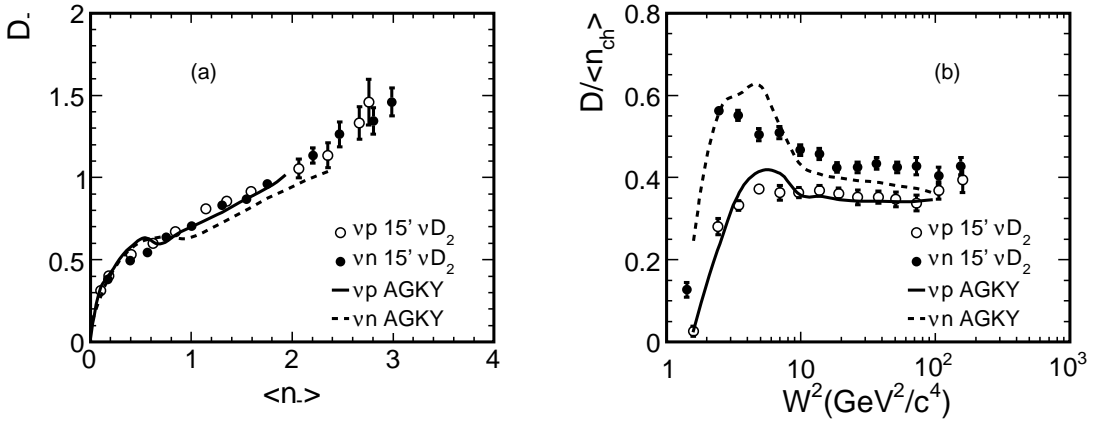 D-
2
1.5
1
0.5
0
0 1 2 3 4
<n->
(a)
νp 15' νD2
νn 15' νD2
νp AGKY
νn AGKY
D/<nch>
0.8
0.6
0.4
0.2
0
1 10 10² 10³
W²(GeV²/c⁴)
(b)
νp 15' νD2
νn 15' νD2
νp AGKY
νn AGKY